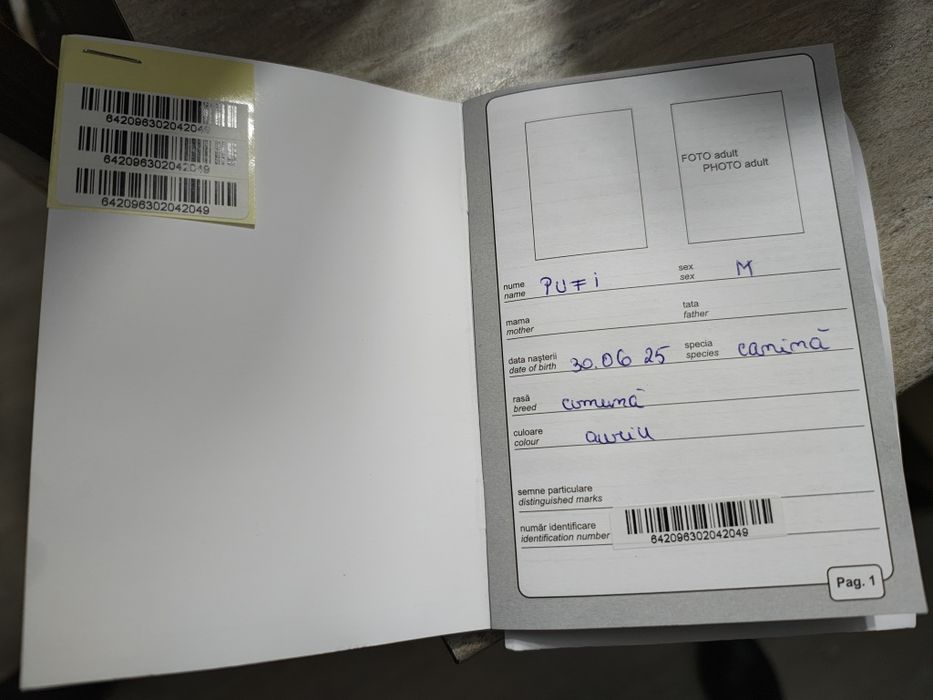 642096302042049
642096302042049
642096302042049
FOTO adult
PHOTO adult
nume
name
PUFi
sex
sex
M
mama
mother
tata
father
data nașterii
date of birth
30.06 25
specia
species
canină
rasă
breed
comună
culoare
colour
auriu
semne particulare
distinguished marks
număr identificare
identification number
642096302042049
Pag. 1